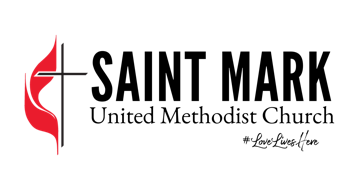 SAINT MARK
United Methodist Church
#LoveLivesHere